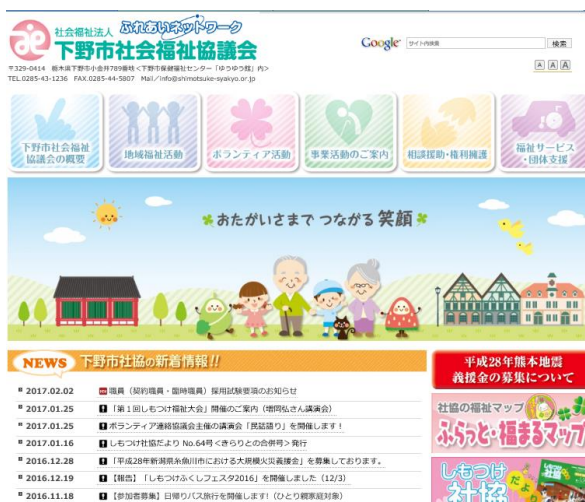 社会福祉法人 ふれあいネットワーク
下野市社会福祉協議会
〒329-0414 栃木県下野市小金井789番地<下野市保健福祉センター「ゆうゆう館」内>
TEL.0285-43-1236 FAX.0285-44-5807 Mail/info@shimotsuke-syakyo.or.jp
Google サイト内検索 検索
A A A
下野市社会福祉
協議会の概要
地域福祉活動
ボランティア活動
事業活動のご案内
相談援助・権利擁護
福祉サービス
・団体支援
おたがいさまで つながる 笑顔
NEWS 下野市社協の新着情報!!
2017.02.02 職員(契約職員・臨時職員)採用試験要項のお知らせ
2017.01.25 「第1回しもつけ福祉大会」開催のご案内(増岡弘さん講演会)
2017.01.25 ボランティア連絡協議会主催の講演会「民話語り」を開催します!
2017.01.16 しもつけ社協だより No.64号<きらりとの合併号>発行
2016.12.28 「平成28年新潟県糸魚川市における大規模火災義援金」を募集しております。
2016.12.19 【報告】「しもつけふくしフェスタ2016」を開催しました(12/3)
2016.11.18 【参加者募集】日帰りバス旅行を開催します!(ひとり親家庭対象)
平成28年熊本地震
義援金の募集について
社協の福祉マップ
ふらっと・福まるマップ
しもつけ
社協
だよ